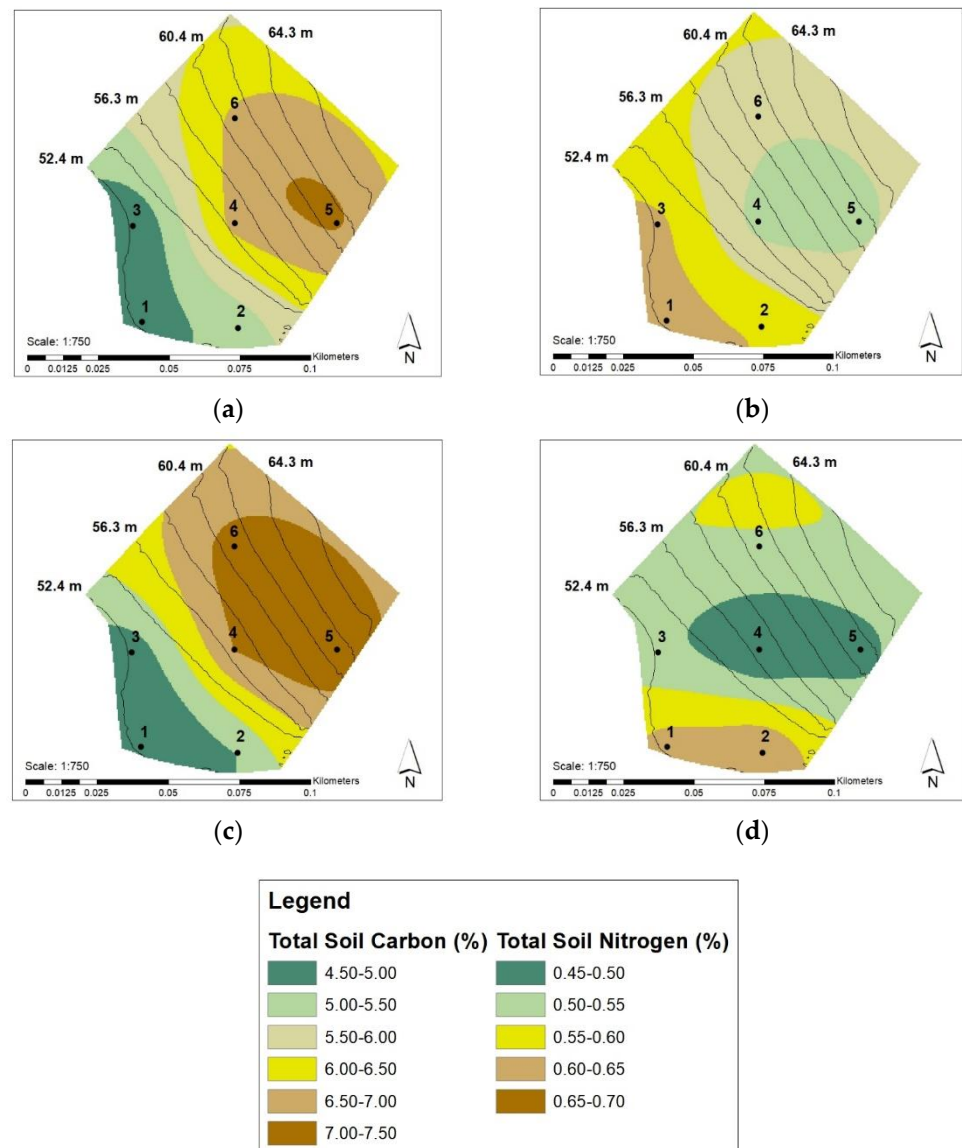 60.4 m 64.3 m
56.3 m 6
52.4 m
3 4 5
1 2
Scale: 1:750
Kilometers
0 0.0125 0.025 0.05 0.075 0.1
N
(a)
60.4 m 64.3 m
56.3 m 6
52.4 m
3 4 5
1 2
Scale: 1:750
Kilometers
0 0.0125 0.025 0.05 0.075 0.1
N
(b)
60.4 m 64.3 m
56.3 m 6
52.4 m
3 4 5
1 2
Scale: 1:750
Kilometers
0 0.0125 0.025 0.05 0.075 0.1
N
(c)
60.4 m 64.3 m
56.3 m 6
52.4 m
3 4 5
1 2
Scale: 1:750
Kilometers
0 0.0125 0.025 0.05 0.075 0.1
N
(d)
Legend
Total Soil Carbon (%) Total Soil Nitrogen (%)
4.50-5.00 0.45-0.50
5.00-5.50 0.50-0.55
5.50-6.00 0.55-0.60
6.00-6.50 0.60-0.65
6.50-7.00 0.65-0.70
7.00-7.50